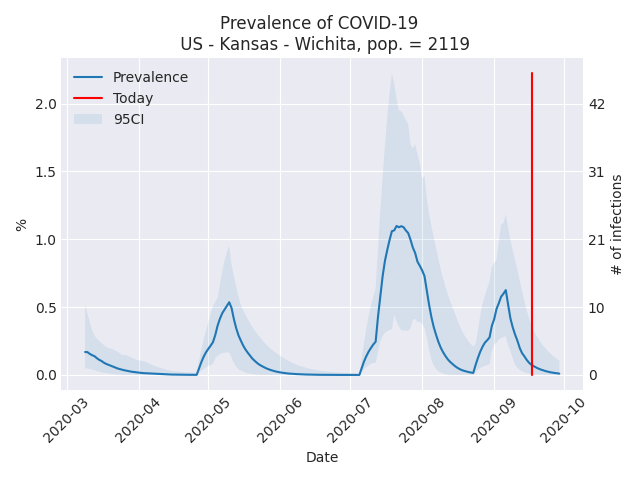 Prevalence of COVID-19
US - Kansas - Wichita, pop. = 2119
Prevalence
Today
95CI
2.0
1.5
1.0
0.5
0.0
%
42
31
21
10
0
# of infections
2020-03
2020-04
2020-05
2020-06
2020-07
2020-08
2020-09
2020-10
Date